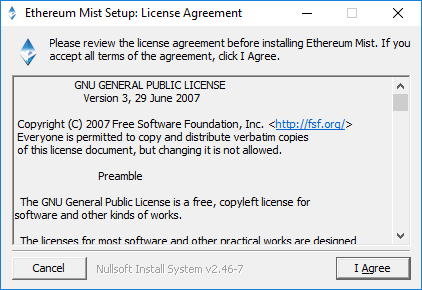 Ethereum Mist Setup: License Agreement
Please review the license agreement before installing Ethereum Mist. If you
accept all terms of the agreement, click I Agree.
GNU GENERAL PUBLIC LICENSE
Version 3, 29 June 2007
Copyright (C) 2007 Free Software Foundation, Inc. <http://fsf.org/>
Everyone is permitted to copy and distribute verbatim copies
of this license document, but changing it is not allowed.
Preamble
The GNU General Public License is a free, copyleft license for
software and other kinds of works.
The licenses for most software and other practical works are designed
Cancel
Nullsoft Install System v2.46-7
I Agree